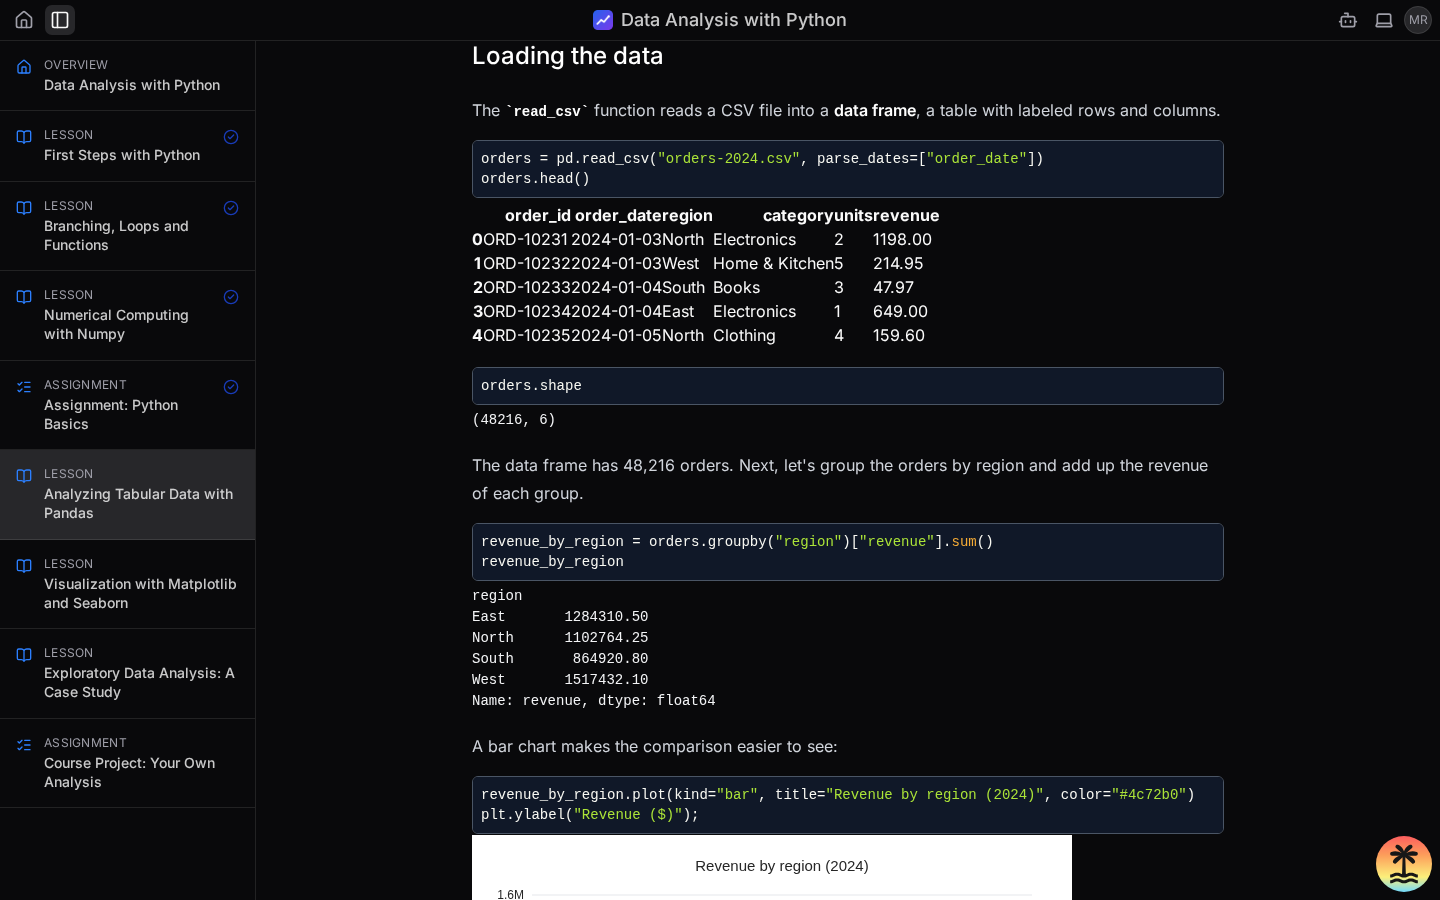 Data Analysis with Python
MR
OVERVIEW
Data Analysis with Python
LESSON
First Steps with Python
LESSON
Branching, Loops and
Functions
LESSON
Numerical Computing
with Numpy
ASSIGNMENT
Assignment: Python
Basics
LESSON
Analyzing Tabular Data with
Pandas
LESSON
Visualization with Matplotlib
and Seaborn
LESSON
Exploratory Data Analysis: A
Case Study
ASSIGNMENT
Course Project: Your Own
Analysis
Loading the data
The `read_csv` function reads a CSV file into a data frame, a table with labeled rows and columns.
orders = pd.read_csv("orders-2024.csv", parse_dates=["order_date"])
orders.head()
order_id order_date region category units revenue
0 ORD-10231 2024-01-03 North Electronics 2 1198.00
1 ORD-10232 2024-01-03 West Home & Kitchen 5 214.95
2 ORD-10233 2024-01-04 South Books 3 47.97
3 ORD-10234 2024-01-04 East Electronics 1 649.00
4 ORD-10235 2024-01-05 North Clothing 4 159.60
orders.shape
(48216, 6)
The data frame has 48,216 orders. Next, let's group the orders by region and add up the revenue
of each group.
revenue_by_region = orders.groupby("region")["revenue"].sum()
revenue_by_region
region
East 1284310.50
North 1102764.25
South 864920.80
West 1517432.10
Name: revenue, dtype: float64
A bar chart makes the comparison easier to see:
revenue_by_region.plot(kind="bar", title="Revenue by region (2024)", color="#4c72b0")
plt.ylabel("Revenue ($)");
Revenue by region (2024)
1.6M